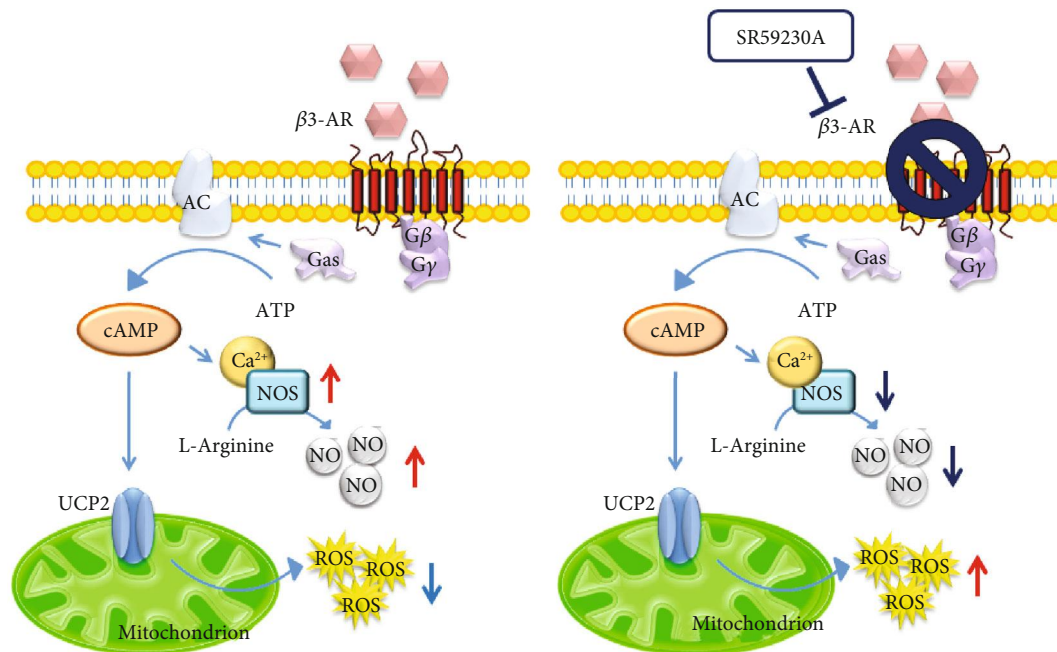 β3-AR
AC
Gβ
Gγ
Gas
ATP
cAMP
Ca²⁺
NOS
L-Arginine
NO
NO
NO
UCP2
ROS
ROS
ROS
Mitochondrion
SR59230A
β3-AR
AC
Gβ
Gγ
Gas
ATP
cAMP
Ca²⁺
NOS
L-Arginine
NO
NO
NO
UCP2
ROS
ROS
ROS
Mitochondrion